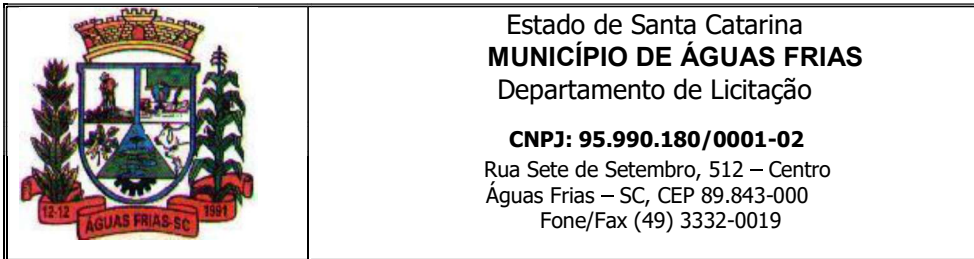 Estado de Santa Catarina
MUNICÍPIO DE ÁGUAS FRIAS
Departamento de Licitação
CNPJ: 95.990.180/0001-02
Rua Sete de Setembro, 512 – Centro
Águas Frias – SC, CEP 89.843-000
Fone/Fax (49) 3332-0019
12-12
ÁGUAS FRIAS-SC
1991